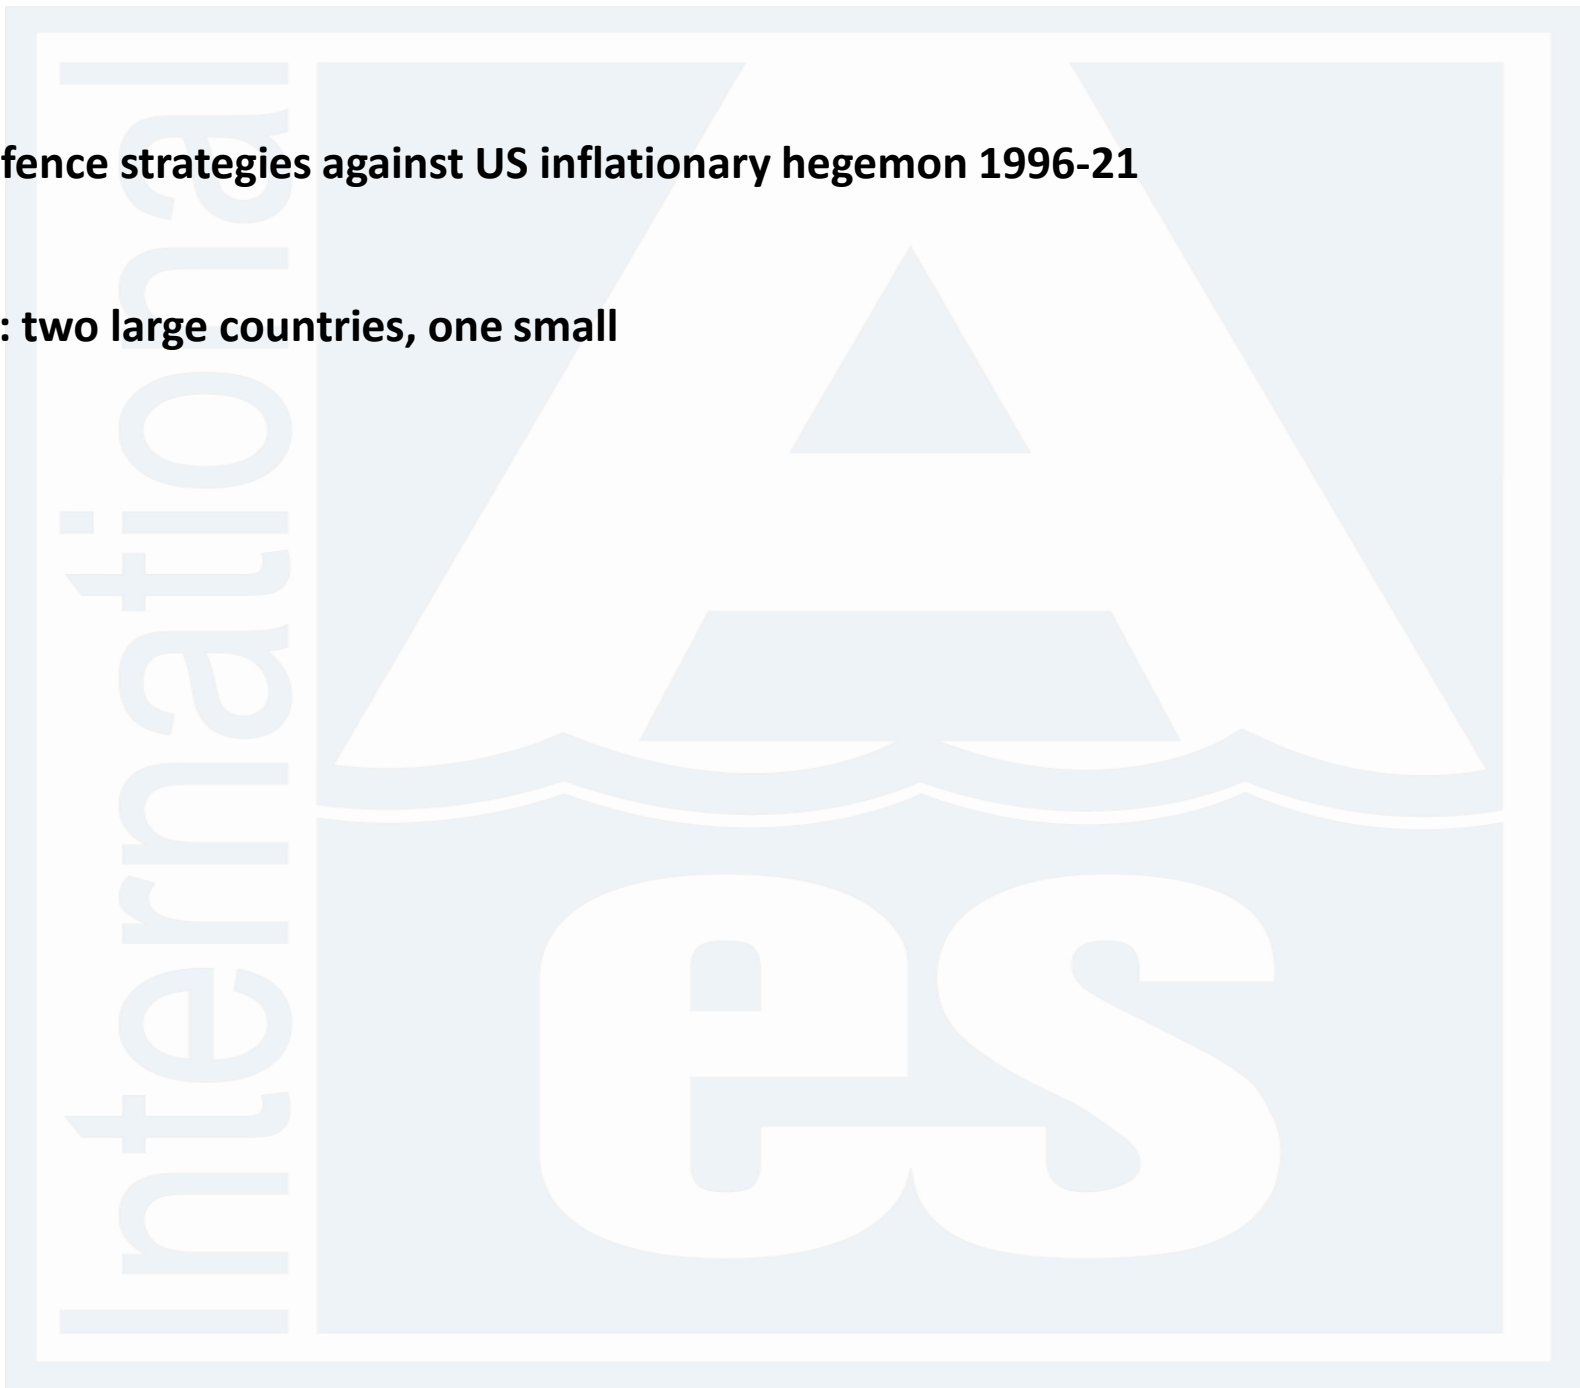 fence strategies against US inflationary hegemon 1996-21
: two large countries, one small
International
A
es